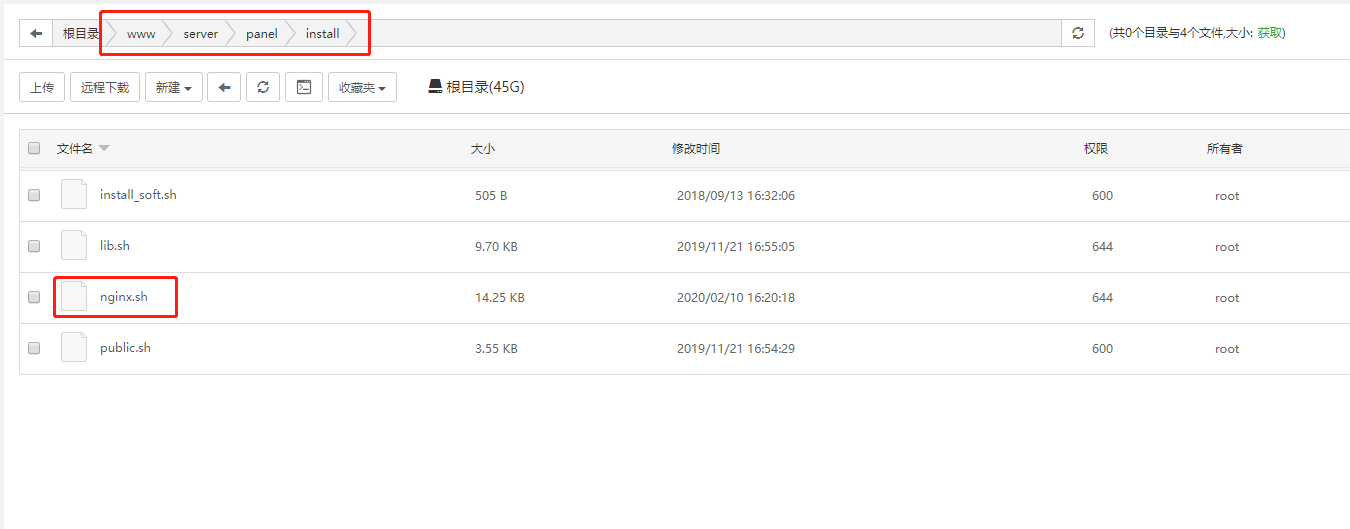 根目录 www server panel install (共0个目录与4个文件,大小: 获取)
上传 远程下载 新建 收藏夹 根目录(45G)
文件名 大小 修改时间 权限 所有者
install_soft.sh 505 B 2018/09/13 16:32:06 600 root
lib.sh 9.70 KB 2019/11/21 16:55:05 644 root
nginx.sh 14.25 KB 2020/02/10 16:20:18 644 root
public.sh 3.55 KB 2019/11/21 16:54:29 600 root